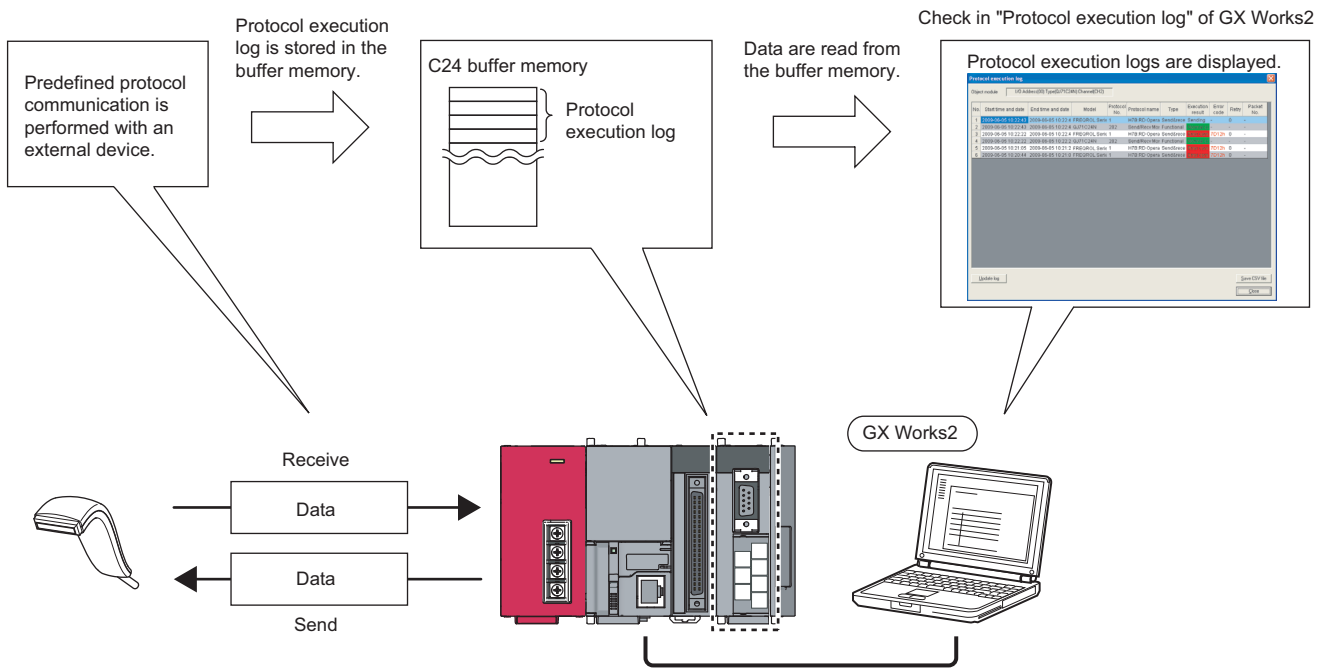 Check in "Protocol execution log" of GX Works2
Predefined protocol
communication is
performed with an
external device.
Protocol execution
log is stored in the
buffer memory.
C24 buffer memory
Protocol
execution log
Data are read from
the buffer memory.
Protocol execution logs are displayed.
Protocol execution log
Object module
No. Start time and date End time and date Model Protocol No. Protocol name Type Execution result Error code Retry Packet No.
Update log
Save CSV file
Close
GX Works2
Receive
Data
Data
Send